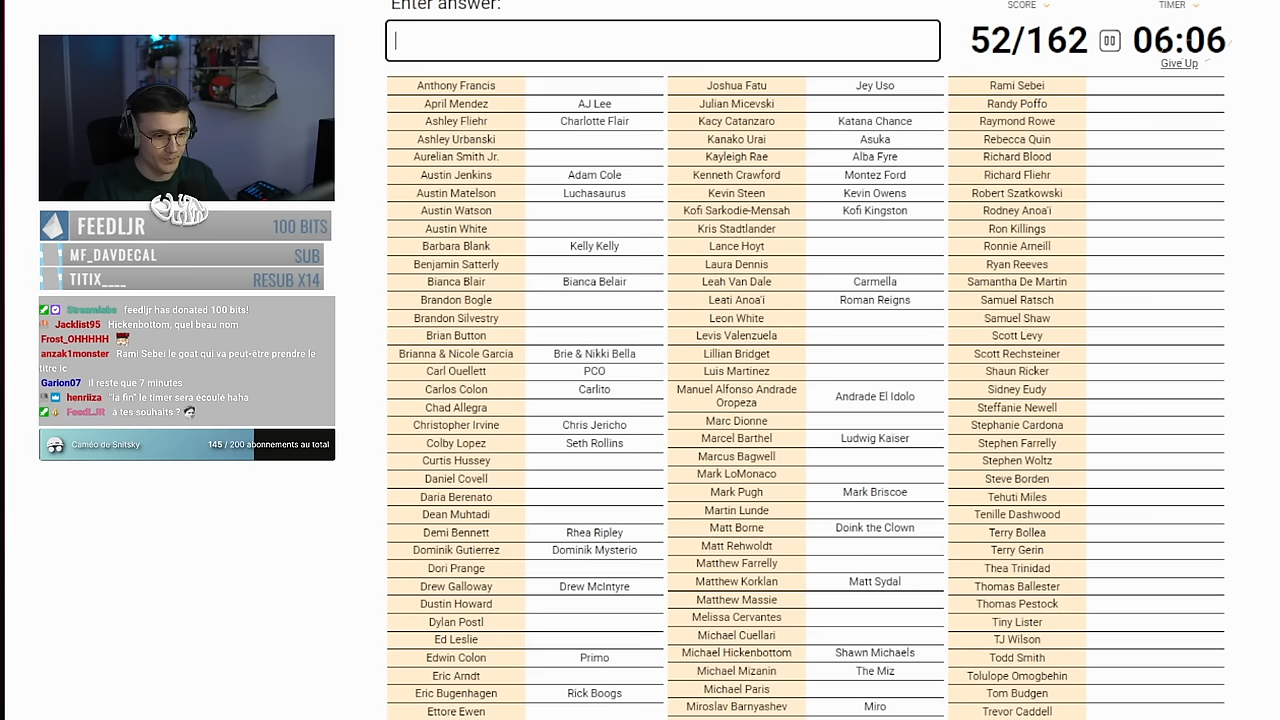 Enter answer:
SCORE
TIMER
52/162
06:06
Give Up
FEEDLJR 100 BITS
MF_DAVDECAL SUB
TITIX____ RESUB X14
Streamlabs feedljr has donated 100 bits!
Jacklist95 Hickenbottom, quel beau nom
Frost_OHHHHH
anzak1monster Rami Sebei le goat qui va peut-être prendre le
titre ic
Garion07 il reste que 7 minutes
henriiza "la fin" le timer sera écoulé haha
FeedLJR à tes souhaits ?
Caméo de Snitsky 145 / 200 abonnements au total
Anthony Francis
April Mendez AJ Lee
Ashley Fliehr Charlotte Flair
Ashley Urbanski
Aurelian Smith Jr.
Austin Jenkins Adam Cole
Austin Matelson Luchasaurus
Austin Watson
Austin White
Barbara Blank Kelly Kelly
Benjamin Satterly
Bianca Blair Bianca Belair
Brandon Bogle
Brandon Silvestry
Brian Button
Brianna & Nicole Garcia Brie & Nikki Bella
Carl Ouellett PCO
Carlos Colon Carlito
Chad Allegra
Christopher Irvine Chris Jericho
Colby Lopez Seth Rollins
Curtis Hussey
Daniel Covell
Daria Berenato
Dean Muhtadi
Demi Bennett Rhea Ripley
Dominik Gutierrez Dominik Mysterio
Dori Prange
Drew Galloway Drew McIntyre
Dustin Howard
Dylan Postl
Ed Leslie
Edwin Colon Primo
Eric Arndt
Eric Bugenhagen Rick Boogs
Ettore Ewen
Joshua Fatu Jey Uso
Julian Micevski
Kacy Catanzaro Katana Chance
Kanako Urai Asuka
Kayleigh Rae Alba Fyre
Kenneth Crawford Montez Ford
Kevin Steen Kevin Owens
Kofi Sarkodie-Mensah Kofi Kingston
Kris Stadtlander
Lance Hoyt
Laura Dennis
Leah Van Dale Carmella
Leati Anoa'i Roman Reigns
Leon White
Levis Valenzuela
Lillian Bridget
Luis Martinez
Manuel Alfonso Andrade
Oropeza Andrade El Idolo
Marc Dionne
Marcel Barthel Ludwig Kaiser
Marcus Bagwell
Mark LoMonaco
Mark Pugh Mark Briscoe
Martin Lunde
Matt Borne Doink the Clown
Matt Rehwoldt
Matthew Farrelly
Matthew Korklan Matt Sydal
Matthew Massie
Melissa Cervantes
Michael Cuellari
Michael Hickenbottom Shawn Michaels
Michael Mizanin The Miz
Michael Paris
Miroslav Barnyashev Miro
Rami Sebei
Randy Poffo
Raymond Rowe
Rebecca Quin
Richard Blood
Richard Fliehr
Robert Szatkowski
Rodney Anoa'i
Ron Killings
Ronnie Arneill
Ryan Reeves
Samantha De Martin
Samuel Ratsch
Samuel Shaw
Scott Levy
Scott Rechsteiner
Shaun Ricker
Sidney Eudy
Steffanie Newell
Stephanie Cardona
Stephen Farrelly
Stephen Woltz
Steve Borden
Tehuti Miles
Tenille Dashwood
Terry Bollea
Terry Gerin
Thea Trinidad
Thomas Ballester
Thomas Pestock
Tiny Lister
TJ Wilson
Todd Smith
Tolulope Omogbehin
Tom Budgen
Trevor Caddell